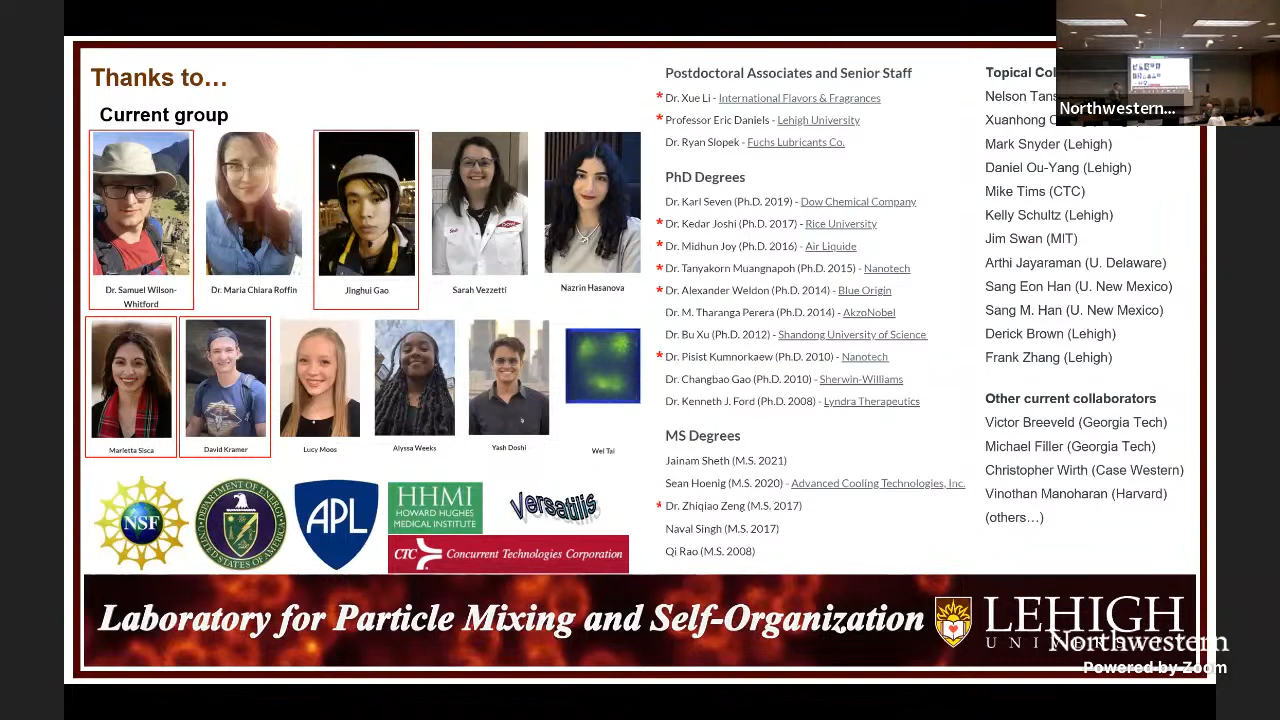 Thanks to…
Current group
Dr. Samuel Wilson-
Whitford
Dr. Maria Chiara Roffin
Jinghui Gao
Sarah Vezzetti
Nazrin Hasanova
Marietta Sisca
David Kramer
Lucy Moos
Alyssa Weeks
Yash Doshi
Wei Tai
NSF
DEPARTMENT OF ENERGY
UNITED STATES OF AMERICA
APL
HHMI
HOWARD HUGHES
MEDICAL INSTITUTE
Versatilis
CTC Concurrent Technologies Corporation
Postdoctoral Associates and Senior Staff
* Dr. Xue Li - International Flavors & Fragrances
* Professor Eric Daniels - Lehigh University
Dr. Ryan Slopek - Fuchs Lubricants Co.
PhD Degrees
Dr. Karl Seven (Ph.D. 2019) - Dow Chemical Company
* Dr. Kedar Joshi (Ph.D. 2017) - Rice University
* Dr. Midhun Joy (Ph.D. 2016) - Air Liquide
* Dr. Tanyakorn Muangnapoh (Ph.D. 2015) - Nanotech
* Dr. Alexander Weldon (Ph.D. 2014) - Blue Origin
Dr. M. Tharanga Perera (Ph.D. 2014) - AkzoNobel
Dr. Bu Xu (Ph.D. 2012) - Shandong University of Science
* Dr. Pisist Kumnorkaew (Ph.D. 2010) - Nanotech
Dr. Changbao Gao (Ph.D. 2010) - Sherwin-Williams
Dr. Kenneth J. Ford (Ph.D. 2008) - Lyndra Therapeutics
MS Degrees
Jainam Sheth (M.S. 2021)
Sean Hoenig (M.S. 2020) - Advanced Cooling Technologies, Inc.
* Dr. Zhiqiao Zeng (M.S. 2017)
Naval Singh (M.S. 2017)
Qi Rao (M.S. 2008)
Topical Col
Nelson Tans
Xuanhong C
Mark Snyder (Lehigh)
Daniel Ou-Yang (Lehigh)
Mike Tims (CTC)
Kelly Schultz (Lehigh)
Jim Swan (MIT)
Arthi Jayaraman (U. Delaware)
Sang Eon Han (U. New Mexico)
Sang M. Han (U. New Mexico)
Derick Brown (Lehigh)
Frank Zhang (Lehigh)
Other current collaborators
Victor Breeveld (Georgia Tech)
Michael Filler (Georgia Tech)
Christopher Wirth (Case Western)
Vinothan Manoharan (Harvard)
(others…)
Northwestern...
Laboratory for Particle Mixing and Self-Organization
LEHIGH
UNIVERSITY
Northwestern
Powered by Zoom